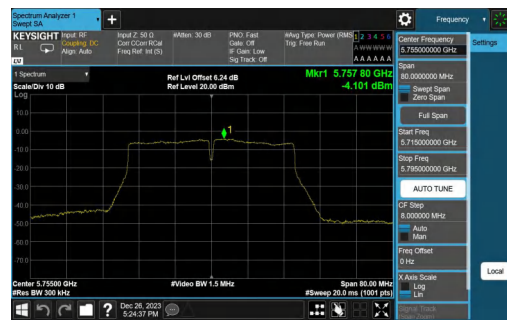 Spectrum Analyzer 1
Swept SA
KEYSIGHT
R L
Input: RF
Coupling: DC
Align: Auto
Input Z: 50 Ω
Corr CCorr RCal
Freq Ref: Int (S)
#Atten: 30 dB
PNO: Fast
Gate: Off
IF Gain: Low
Sig Track: Off
#Avg Type: Power (RMS
Trig: Free Run
1 2 3 4 5 6
A W W W W W
A A A A A A
1 Spectrum
Scale/Div 10 dB
Log
Ref Lvl Offset 6.24 dB
Ref Level 20.00 dBm
Mkr1 5.757 80 GHz
-4.101 dBm
1
10.0
0.00
-10.0
-20.0
-30.0
-40.0
-50.0
-60.0
-70.0
Center 5.75500 GHz
#Res BW 300 kHz
#Video BW 1.5 MHz
Span 80.00 MHz
#Sweep 20.0 ms (1001 pts)
Dec 26, 2023
5:24:37 PM
Frequency
Settings
Center Frequency
5.755000000 GHz
Span
80.0000000 MHz
Swept Span
Zero Span
Full Span
Start Freq
5.715000000 GHz
Stop Freq
5.795000000 GHz
AUTO TUNE
CF Step
8.000000 MHz
Auto
Man
Freq Offset
0 Hz
X Axis Scale
Log
Lin
Signal Track
Local